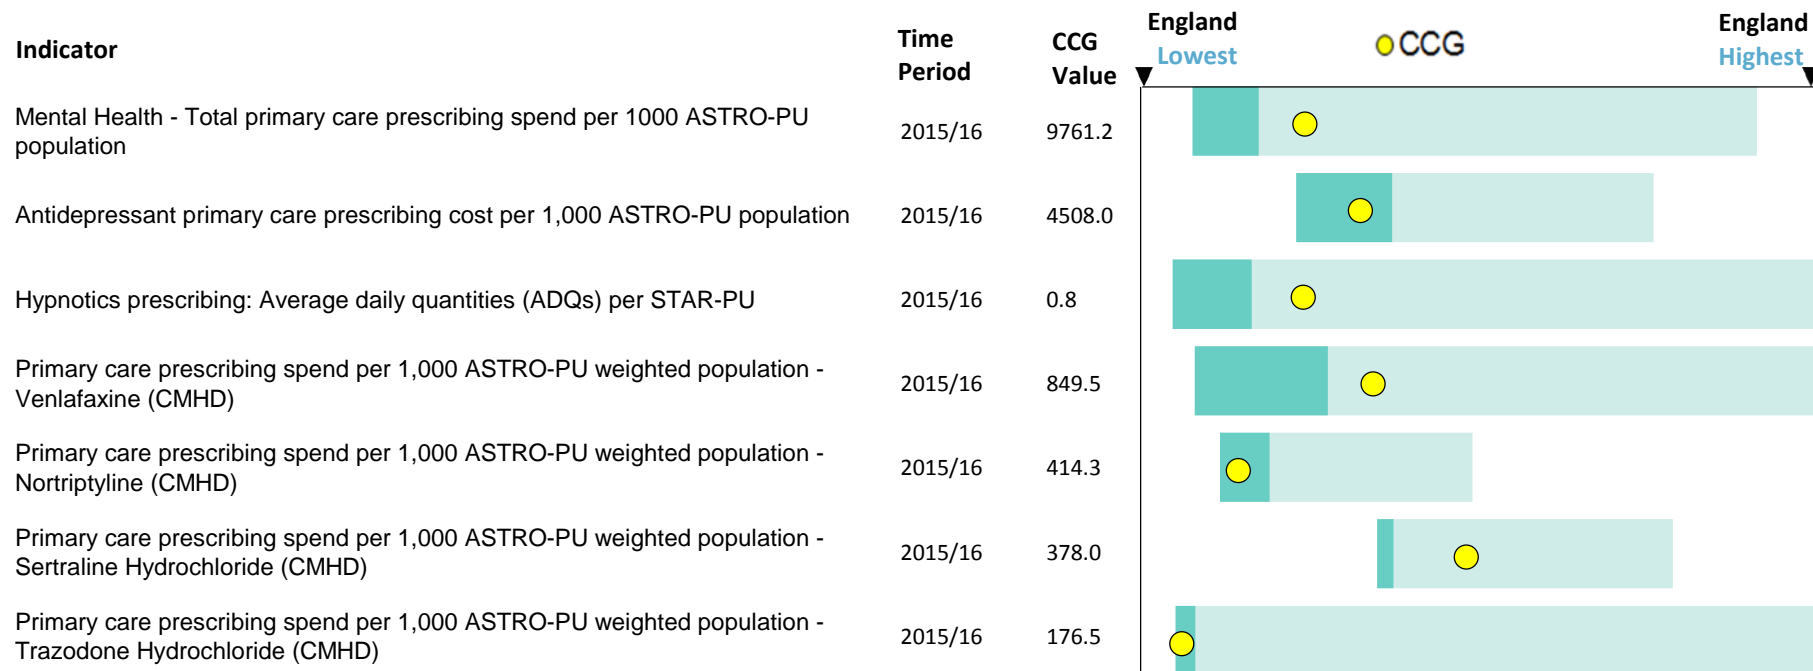 Indicator
Time
Period
CCG
Value
England
Lowest
CCG
England
Highest
Mental Health - Total primary care prescribing spend per 1000 ASTRO-PU
population
2015/16
9761.2
Antidepressant primary care prescribing cost per 1,000 ASTRO-PU population
2015/16
4508.0
Hypnotics prescribing: Average daily quantities (ADQs) per STAR-PU
2015/16
0.8
Primary care prescribing spend per 1,000 ASTRO-PU weighted population -
Venlafaxine (CMHD)
2015/16
849.5
Primary care prescribing spend per 1,000 ASTRO-PU weighted population -
Nortriptyline (CMHD)
2015/16
414.3
Primary care prescribing spend per 1,000 ASTRO-PU weighted population -
Sertraline Hydrochloride (CMHD)
2015/16
378.0
Primary care prescribing spend per 1,000 ASTRO-PU weighted population -
Trazodone Hydrochloride (CMHD)
2015/16
176.5